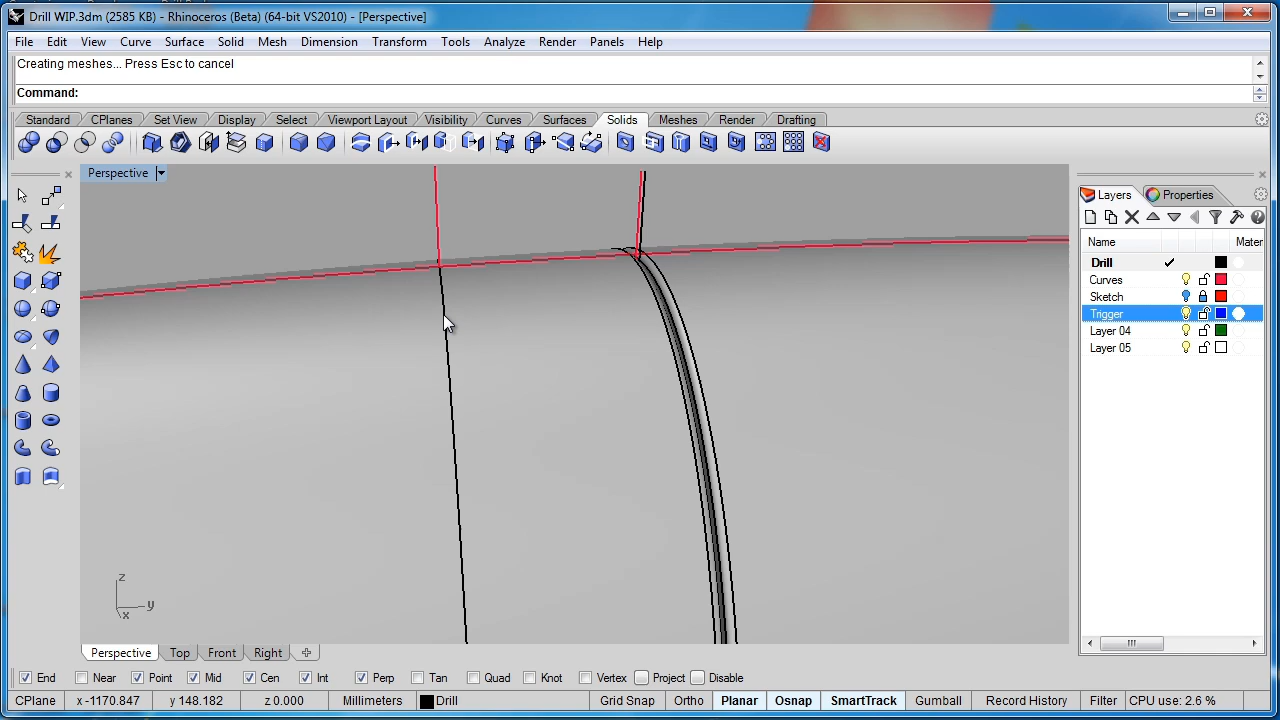 Drill WIP.3dm (2585 KB) - Rhinoceros (Beta) (64-bit VS2010) - [Perspective]
File Edit View Curve Surface Solid Mesh Dimension Transform Tools Analyze Render Panels Help
Creating meshes... Press Esc to cancel
Command:
Standard CPlanes Set View Display Select Viewport Layout Visibility Curves Surfaces Solids Meshes Render Drafting
Perspective
Layers Properties
Name Mater
Drill
Curves
Sketch
Trigger
Layer 04
Layer 05
z
y
x
Perspective Top Front Right
End Near Point Mid Cen Int Perp Tan Quad Knot Vertex Project Disable
CPlane x -1170.847 y 148.182 z 0.000 Millimeters Drill Grid Snap Ortho Planar Osnap SmartTrack Gumball Record History Filter CPU use: 2.6 %